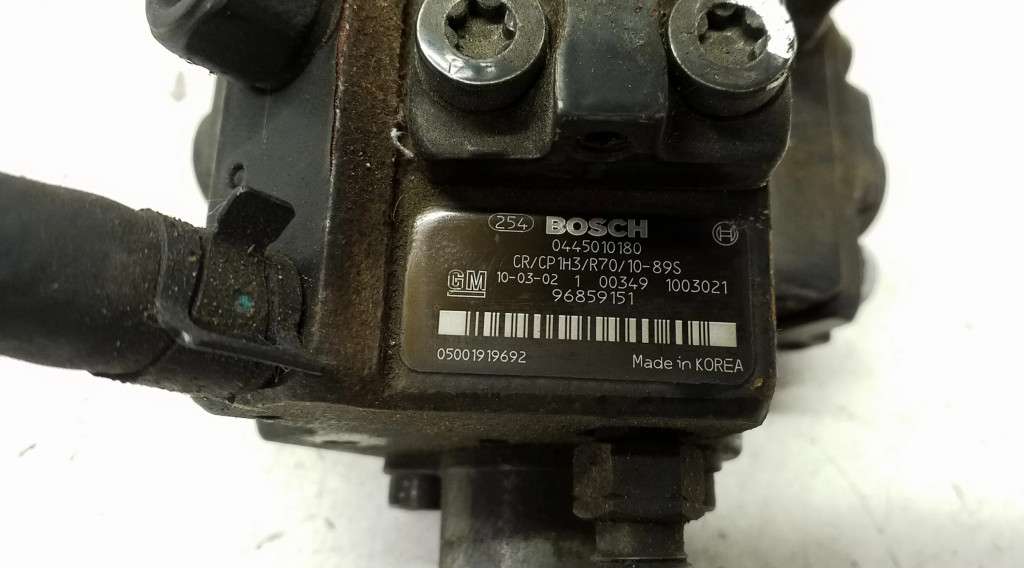 254 BOSCH
0445010180
CR/CP1H3/R70/10-89S
GM 10-03-02 1 00349 1003021
96859151
05001919692 Made in KOREA